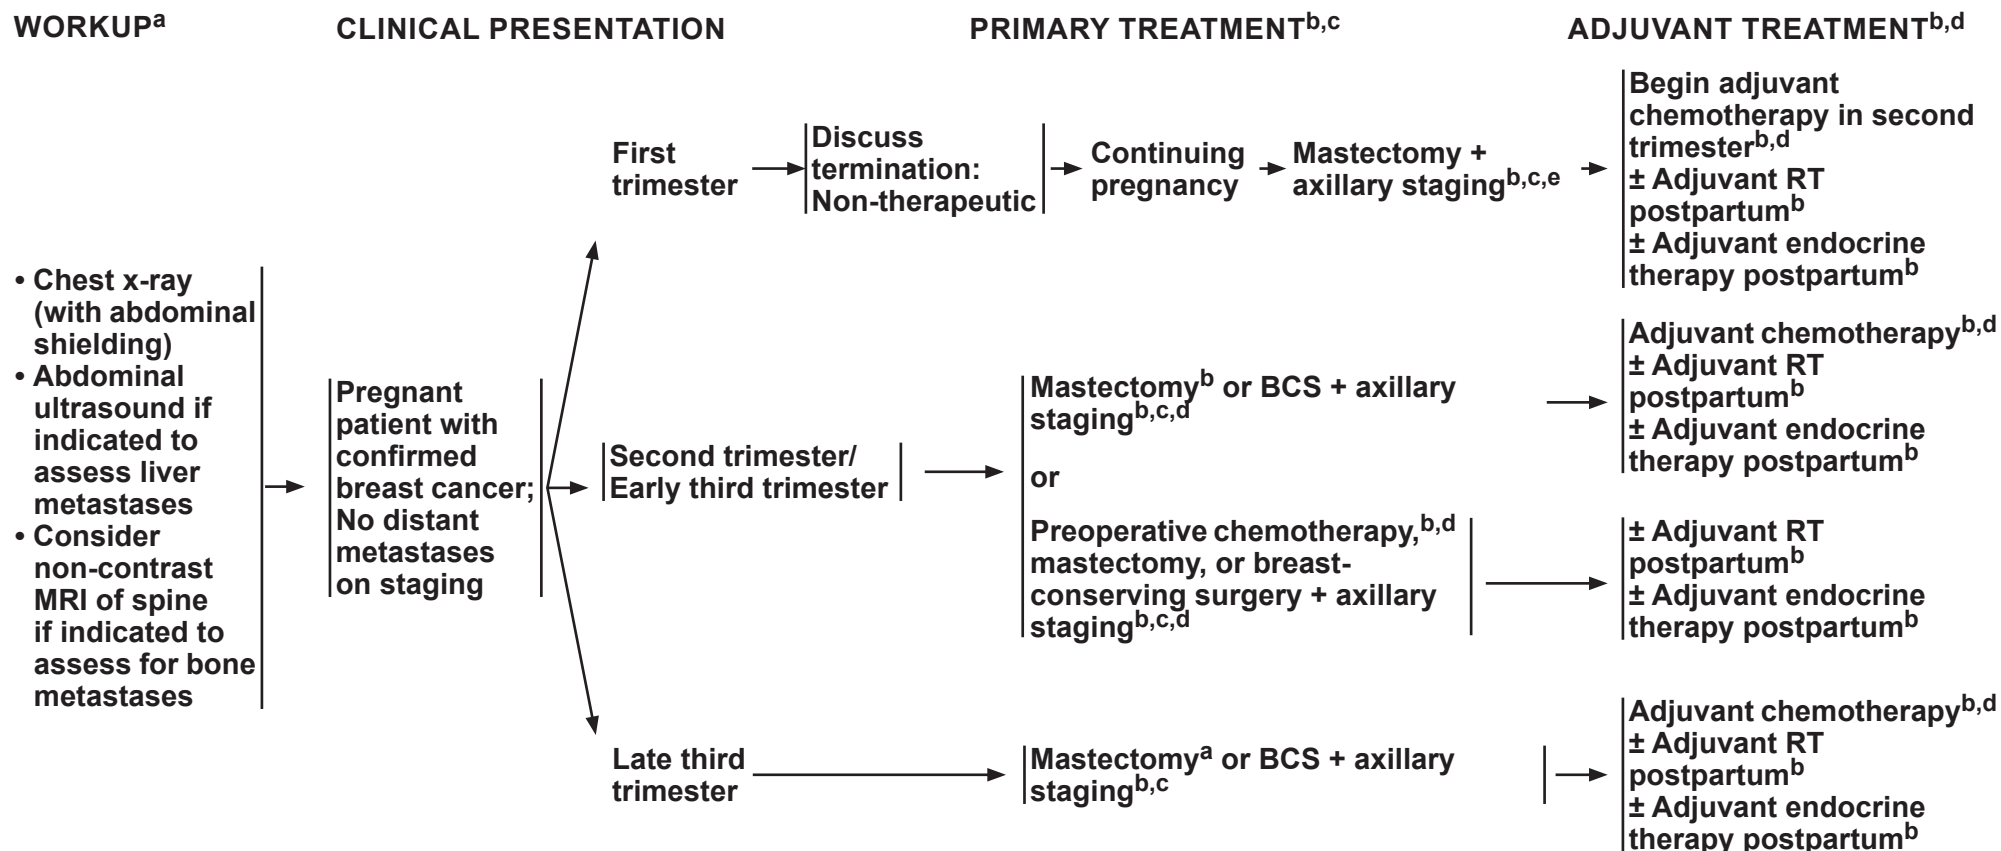 WORKUPa
CLINICAL PRESENTATION
PRIMARY TREATMENTb,c
ADJUVANT TREATMENTb,d
• Chest x-ray
(with abdominal
shielding)
• Abdominal
ultrasound if
indicated to
assess liver
metastases
• Consider
non-contrast
MRI of spine
if indicated to
assess for bone
metastases
Pregnant
patient with
confirmed
breast cancer;
No distant
metastases
on staging
First
trimester
Discuss
termination:
Non-therapeutic
Continuing
pregnancy
Mastectomy +
axillary stagingb,c,e
Begin adjuvant
chemotherapy in second
trimesterb,d
± Adjuvant RT
postpartumb
± Adjuvant endocrine
therapy postpartumb
Second trimester/
Early third trimester
Mastectomyb or BCS + axillary
stagingb,c,d
or
Preoperative chemotherapy,b,d
mastectomy, or breast-
conserving surgery + axillary
stagingb,c,d
Adjuvant chemotherapyb,d
± Adjuvant RT
postpartumb
± Adjuvant endocrine
therapy postpartumb
± Adjuvant RT
postpartumb
± Adjuvant endocrine
therapy postpartumb
Late third
trimester
Mastectomya or BCS + axillary
stagingb,c
Adjuvant chemotherapyb,d
± Adjuvant RT
postpartumb
± Adjuvant endocrine
therapy postpartumb